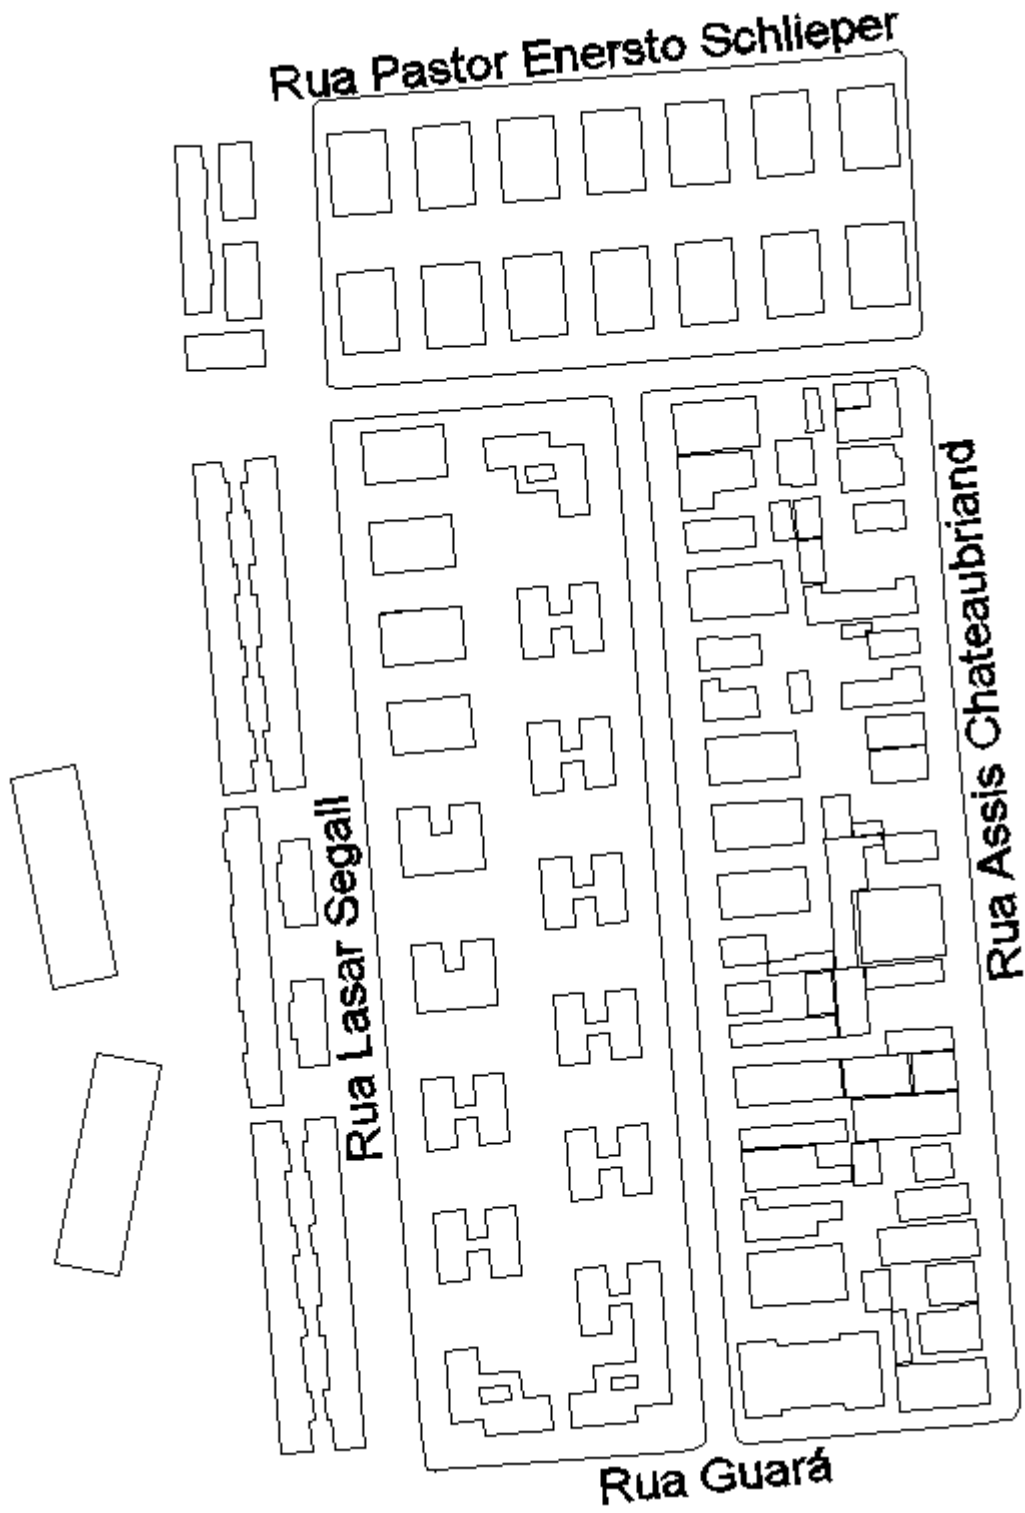 Rua Pastor Enersto Schlieper
Rua Assis Chateaubriand
Rua Lasar Segall
Rua Guará